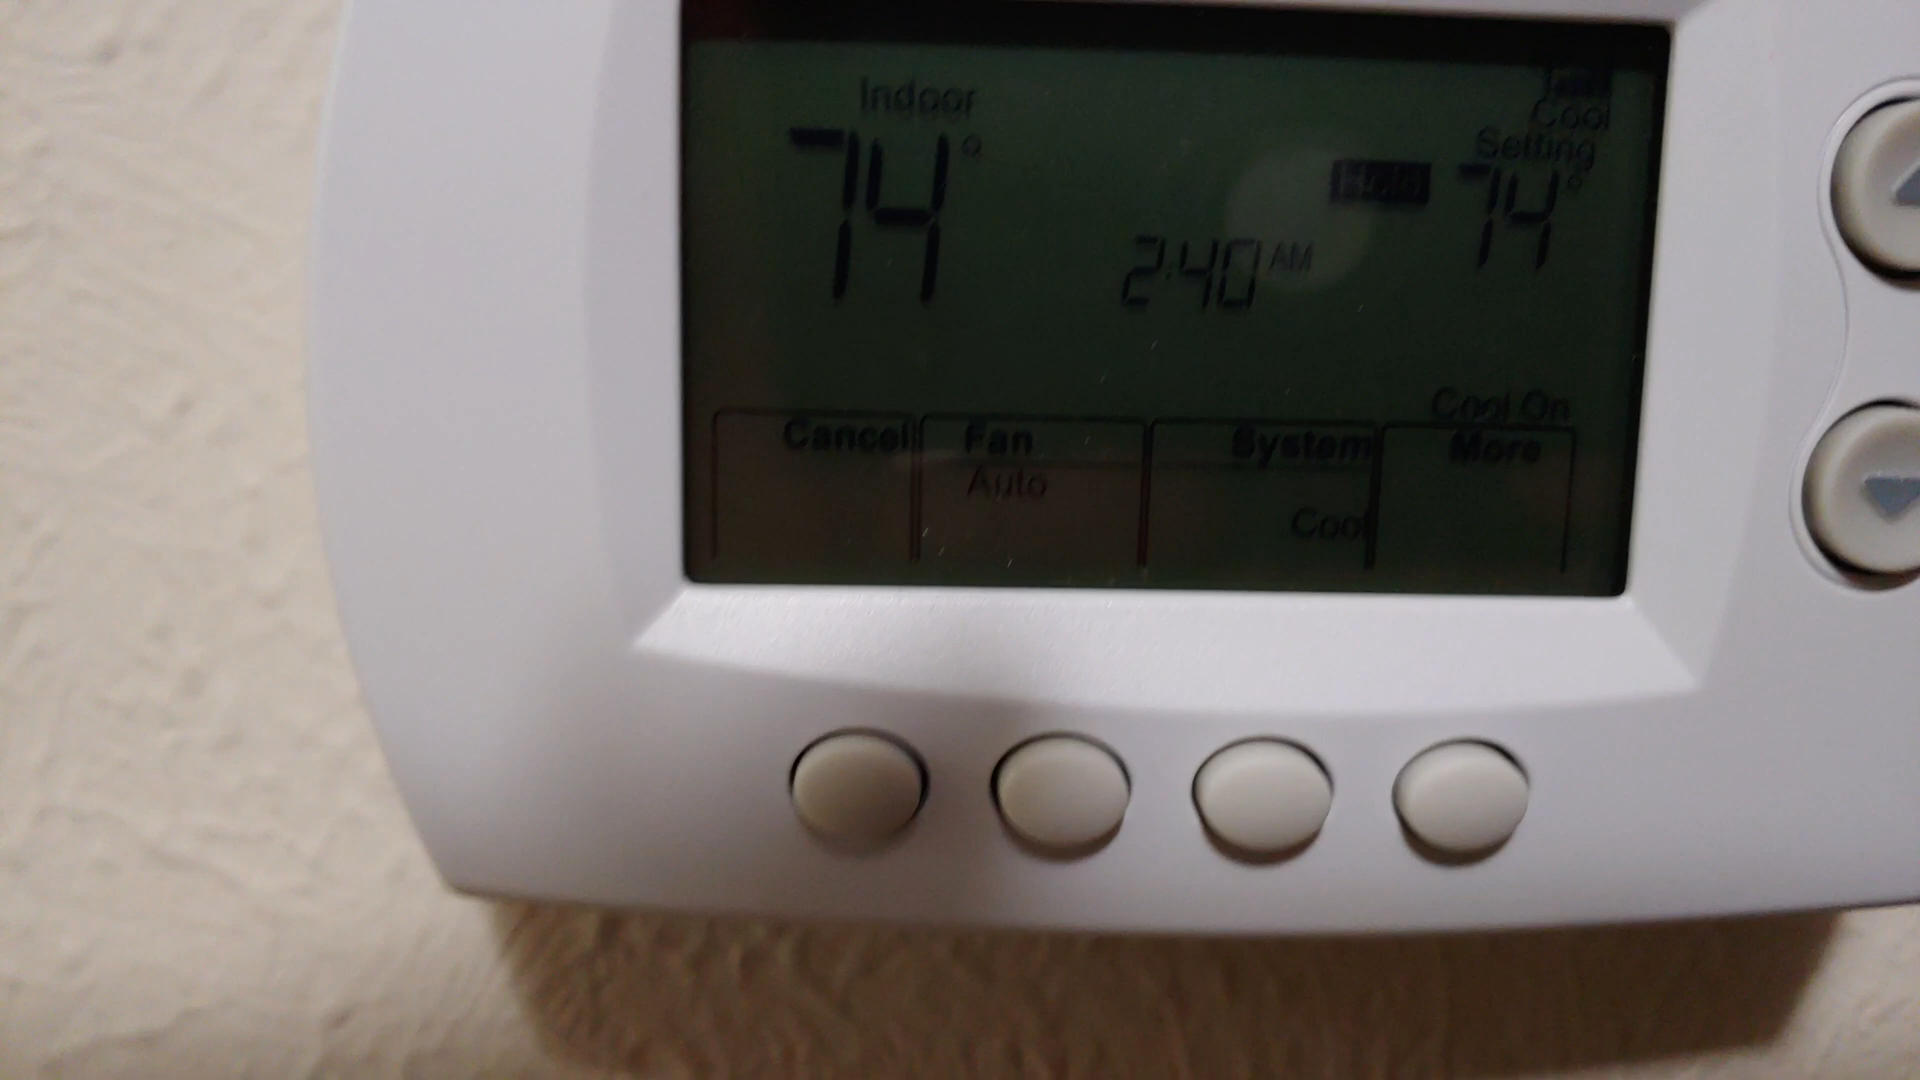 Indoor
74°
Cool
Setting
Hold
74°
2:40 AM
Cool On
Cancel
Fan
System
More
Auto
Cool